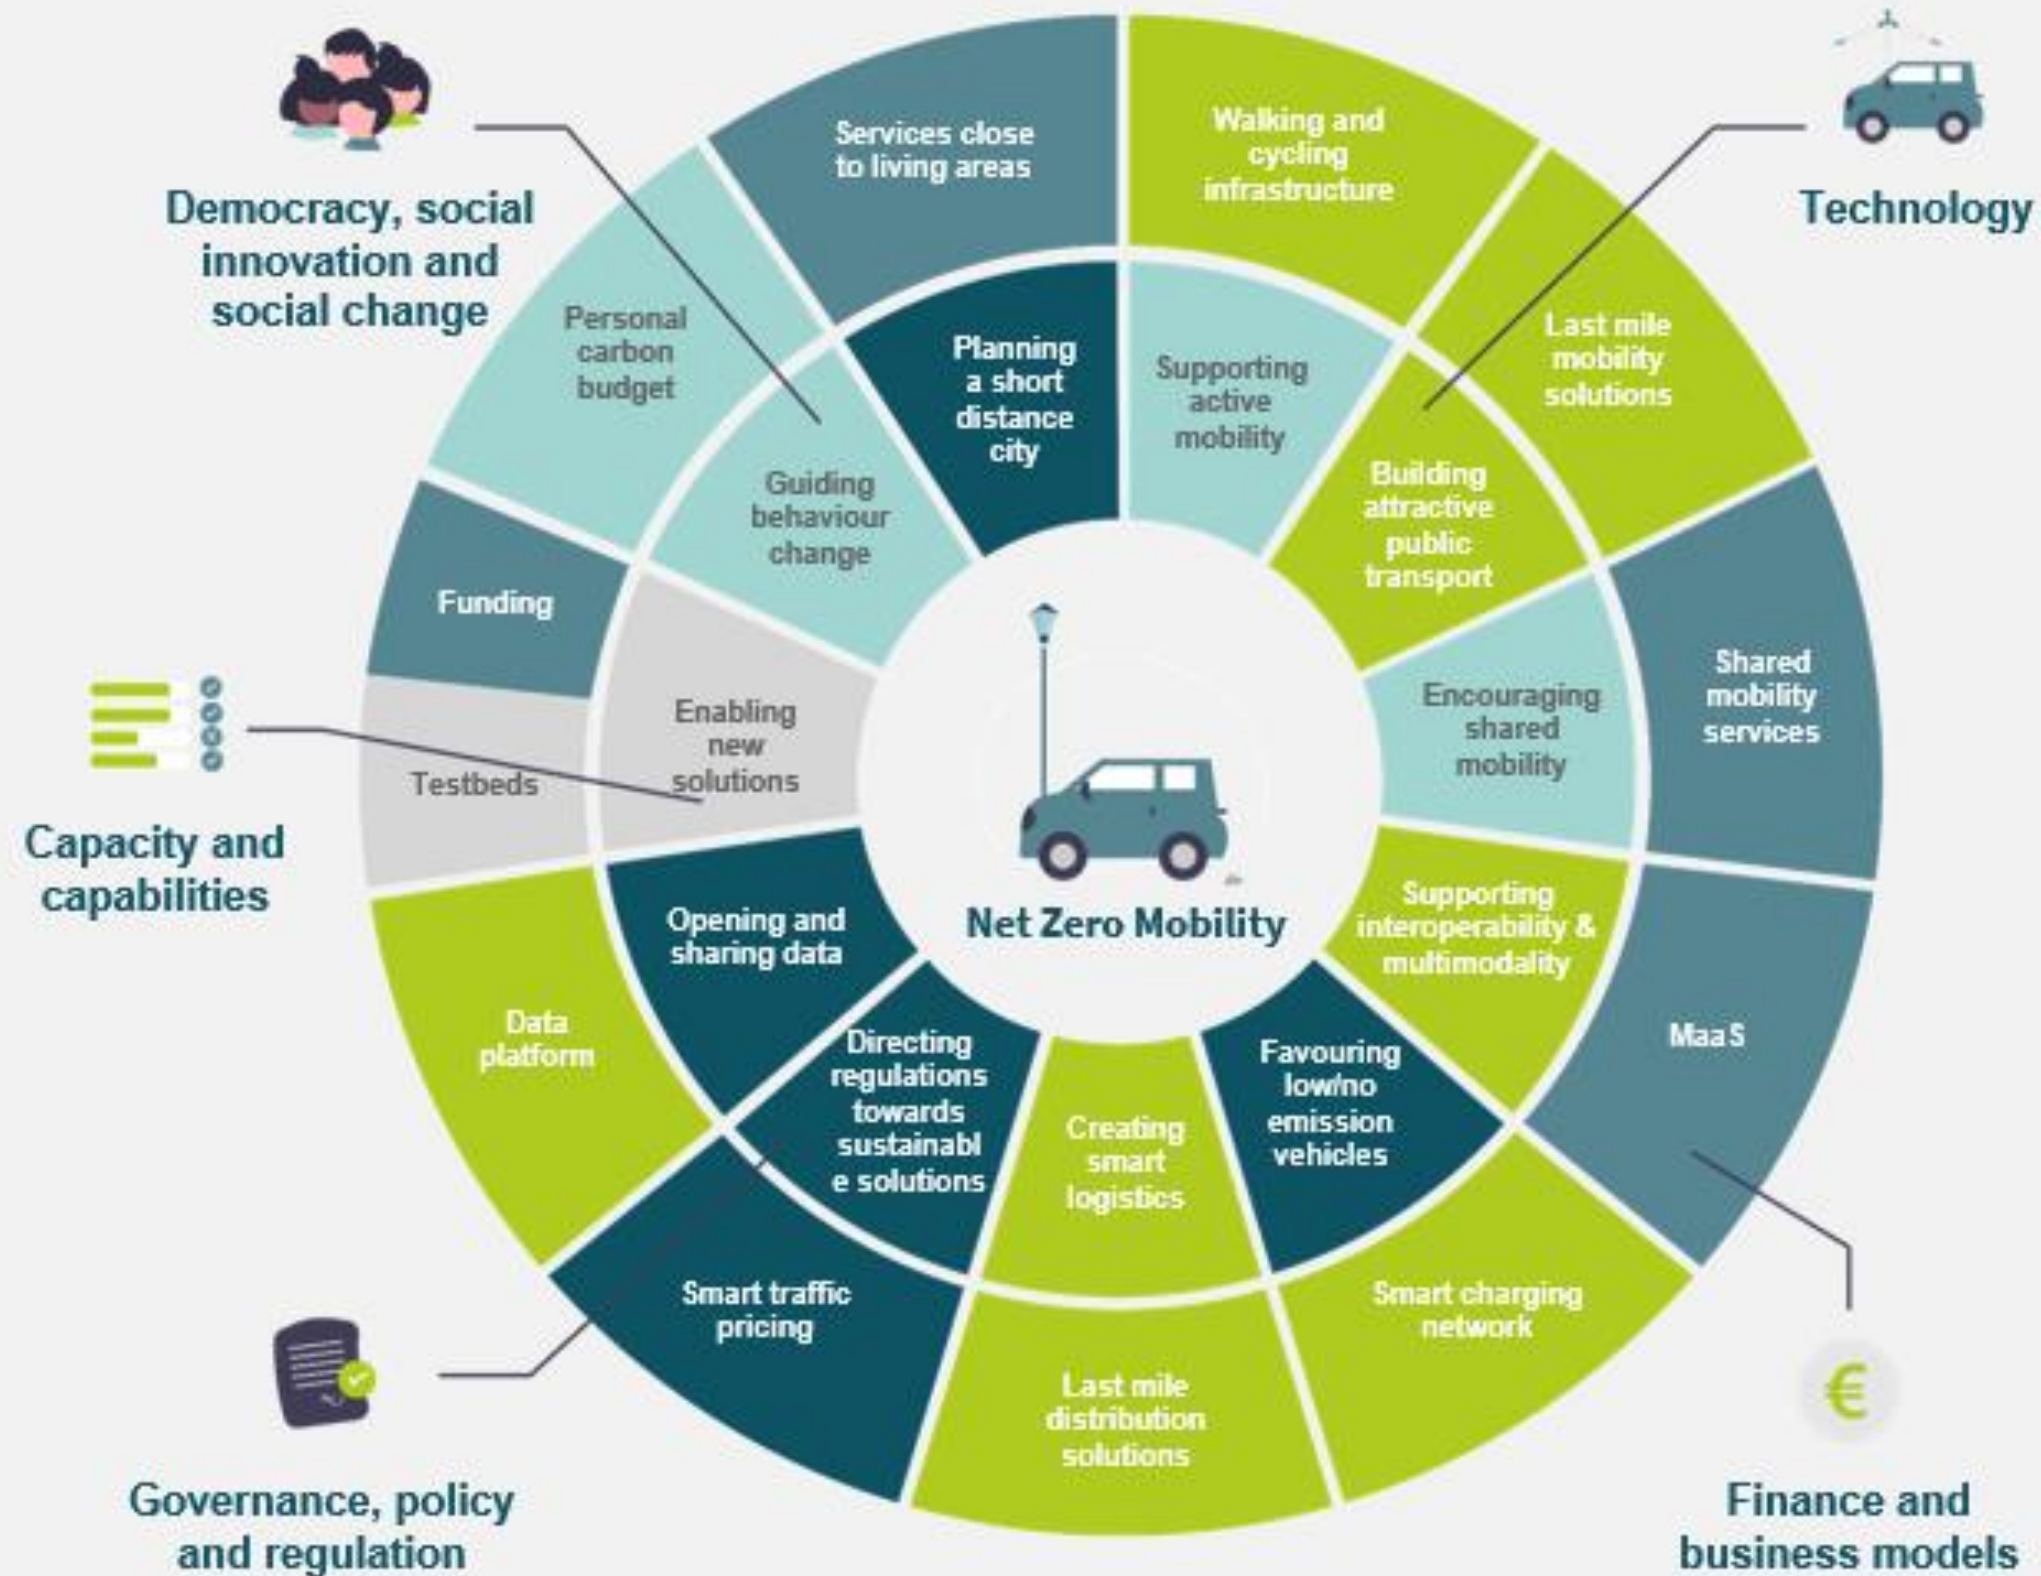 Democracy, social
innovation and
social change
Technology
Capacity and
capabilities
Governance, policy
and regulation
€
Finance and
business models
Services close
to living areas
Walking and
cycling
infrastructure
Last mile
mobility
solutions
Shared
mobility
services
MaaS
Smart charging
network
Last mile
distribution
solutions
Smart traffic
pricing
Data
platform
Testbeds
Funding
Personal
carbon
budget
Planning
a short
distance
city
Supporting
active
mobility
Building
attractive
public
transport
Encouraging
shared
mobility
Supporting
interoperability &
multimodality
Favouring
low/no
emission
vehicles
Creating
smart
logistics
Directing
regulations
towards
sustainabl
e solutions
Opening and
sharing data
Enabling
new
solutions
Guiding
behaviour
change
Net Zero Mobility